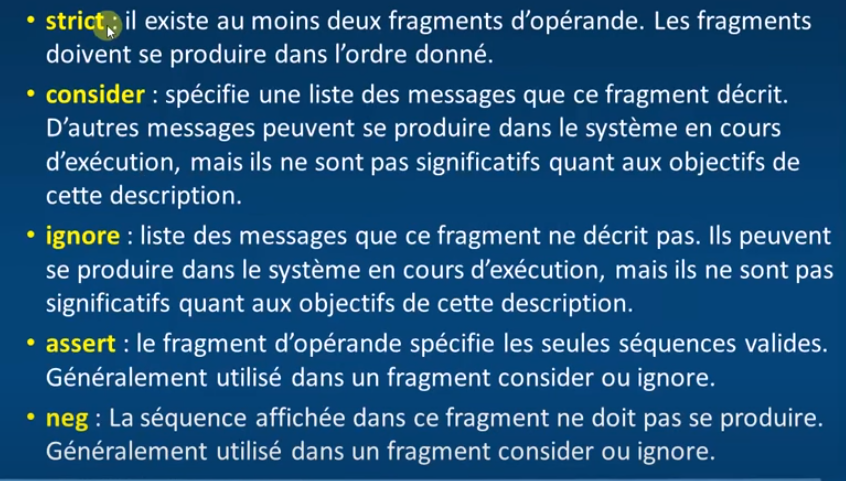 • strict : il existe au moins deux fragments d'opérande. Les fragments
doivent se produire dans l'ordre donné.
• consider : spécifie une liste des messages que ce fragment décrit.
D'autres messages peuvent se produire dans le système en cours
d'exécution, mais ils ne sont pas significatifs quant aux objectifs de
cette description.
• ignore : liste des messages que ce fragment ne décrit pas. Ils peuvent
se produire dans le système en cours d'exécution, mais ils ne sont pas
significatifs quant aux objectifs de cette description.
• assert : le fragment d'opérande spécifie les seules séquences valides.
Généralement utilisé dans un fragment consider ou ignore.
• neg : La séquence affichée dans ce fragment ne doit pas se produire.
Généralement utilisé dans un fragment consider ou ignore.